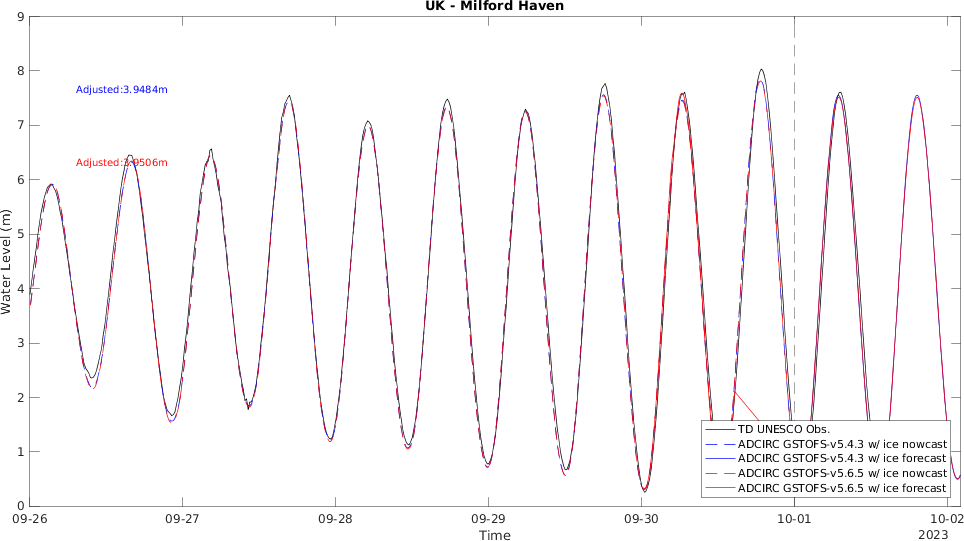 UK - Milford Haven
9
8
7
6
5
4
3
2
1
0
Water Level (m)
Adjusted:3.9484m
Adjusted:3.9506m
TD UNESCO Obs.
ADCIRC GSTOFS-v5.4.3 w/ ice nowcast
ADCIRC GSTOFS-v5.4.3 w/ ice forecast
ADCIRC GSTOFS-v5.6.5 w/ ice nowcast
ADCIRC GSTOFS-v5.6.5 w/ ice forecast
09-26 09-27 09-28 09-29 09-30 10-01 10-02
Time
2023